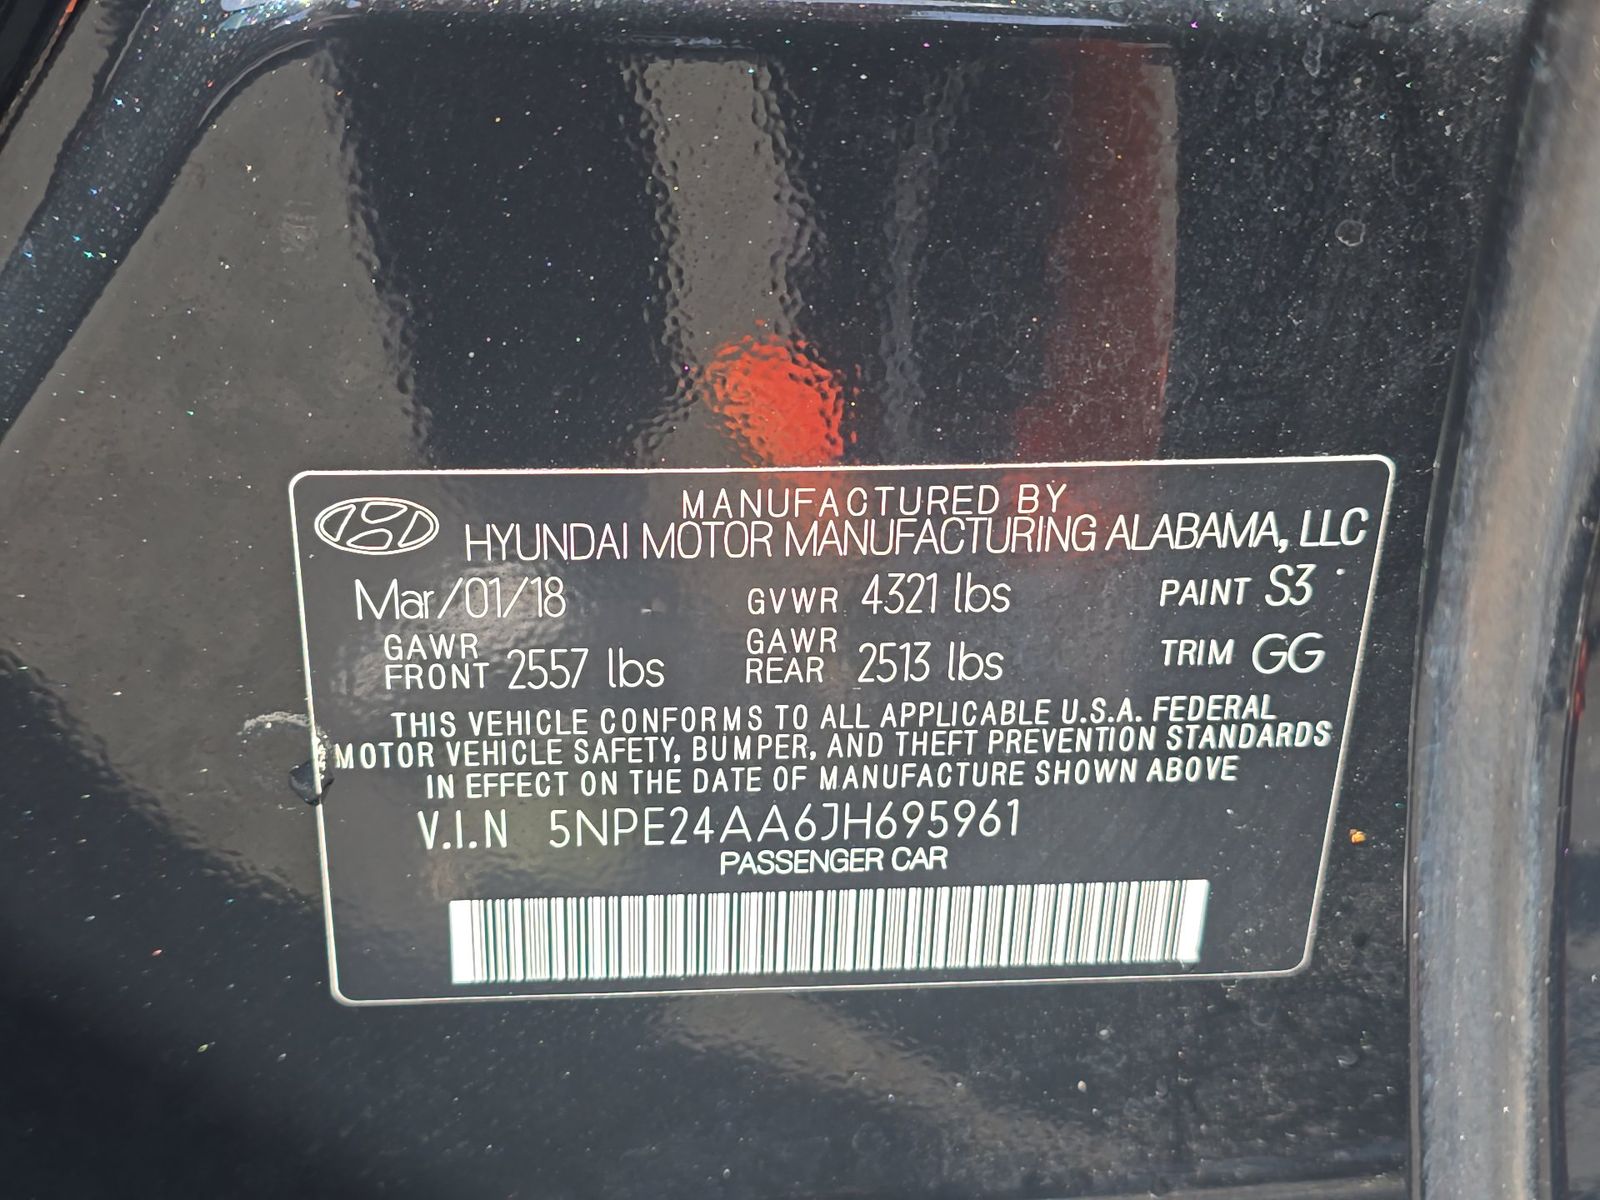 MANUFACTURED BY
HYUNDAI MOTOR MANUFACTURING ALABAMA, LLC
Mar/01/18 GVWR 4321 lbs PAINT S3
GAWR FRONT 2557 lbs GAWR REAR 2513 lbs TRIM GG
THIS VEHICLE CONFORMS TO ALL APPLICABLE U.S.A. FEDERAL
MOTOR VEHICLE SAFETY, BUMPER, AND THEFT PREVENTION STANDARDS
IN EFFECT ON THE DATE OF MANUFACTURE SHOWN ABOVE
V.I.N 5NPE24AA6JH695961
PASSENGER CAR